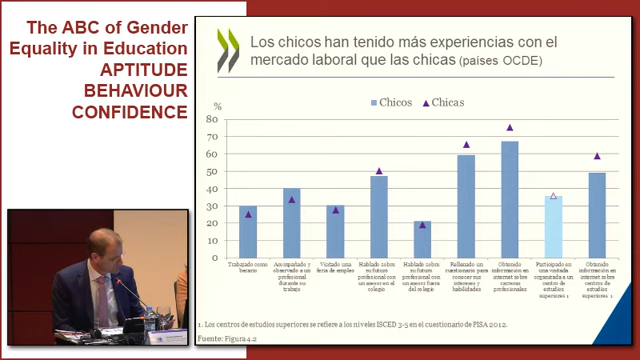 The ABC of Gender
Equality in Education
APTITUDE
BEHAVIOUR
CONFIDENCE
Los chicos han tenido más experiencias con el
mercado laboral que las chicas (países OCDE)
Chicos Chicas
%
80
70
60
50
40
30
20
10
0
Trabajado como
becario
Acompañado y
observado a un
profesional
durante su
trabajo
Visitado una
feria de empleo
Hablado sobre
su futuro
profesional con
un asesor en el
colegio
Hablado sobre
su futuro
profesional con
un asesor fuera
del colegio
Rellenado un
cuestionario para
conocer sus
intereses y
habilidades
Obtenido
información en
internet sobre
carreras
profesionales
Participado en
una visitada
organizada a un
centro de
estudios
superiores 1
Obtenido
información en
internet sobre
centros de
estudios
superiores 1
1. Los centros de estudios superiores se refiere a los niveles ISCED 3-5 en el cuestionario de PISA 2012.
Fuente: Figura 4.2